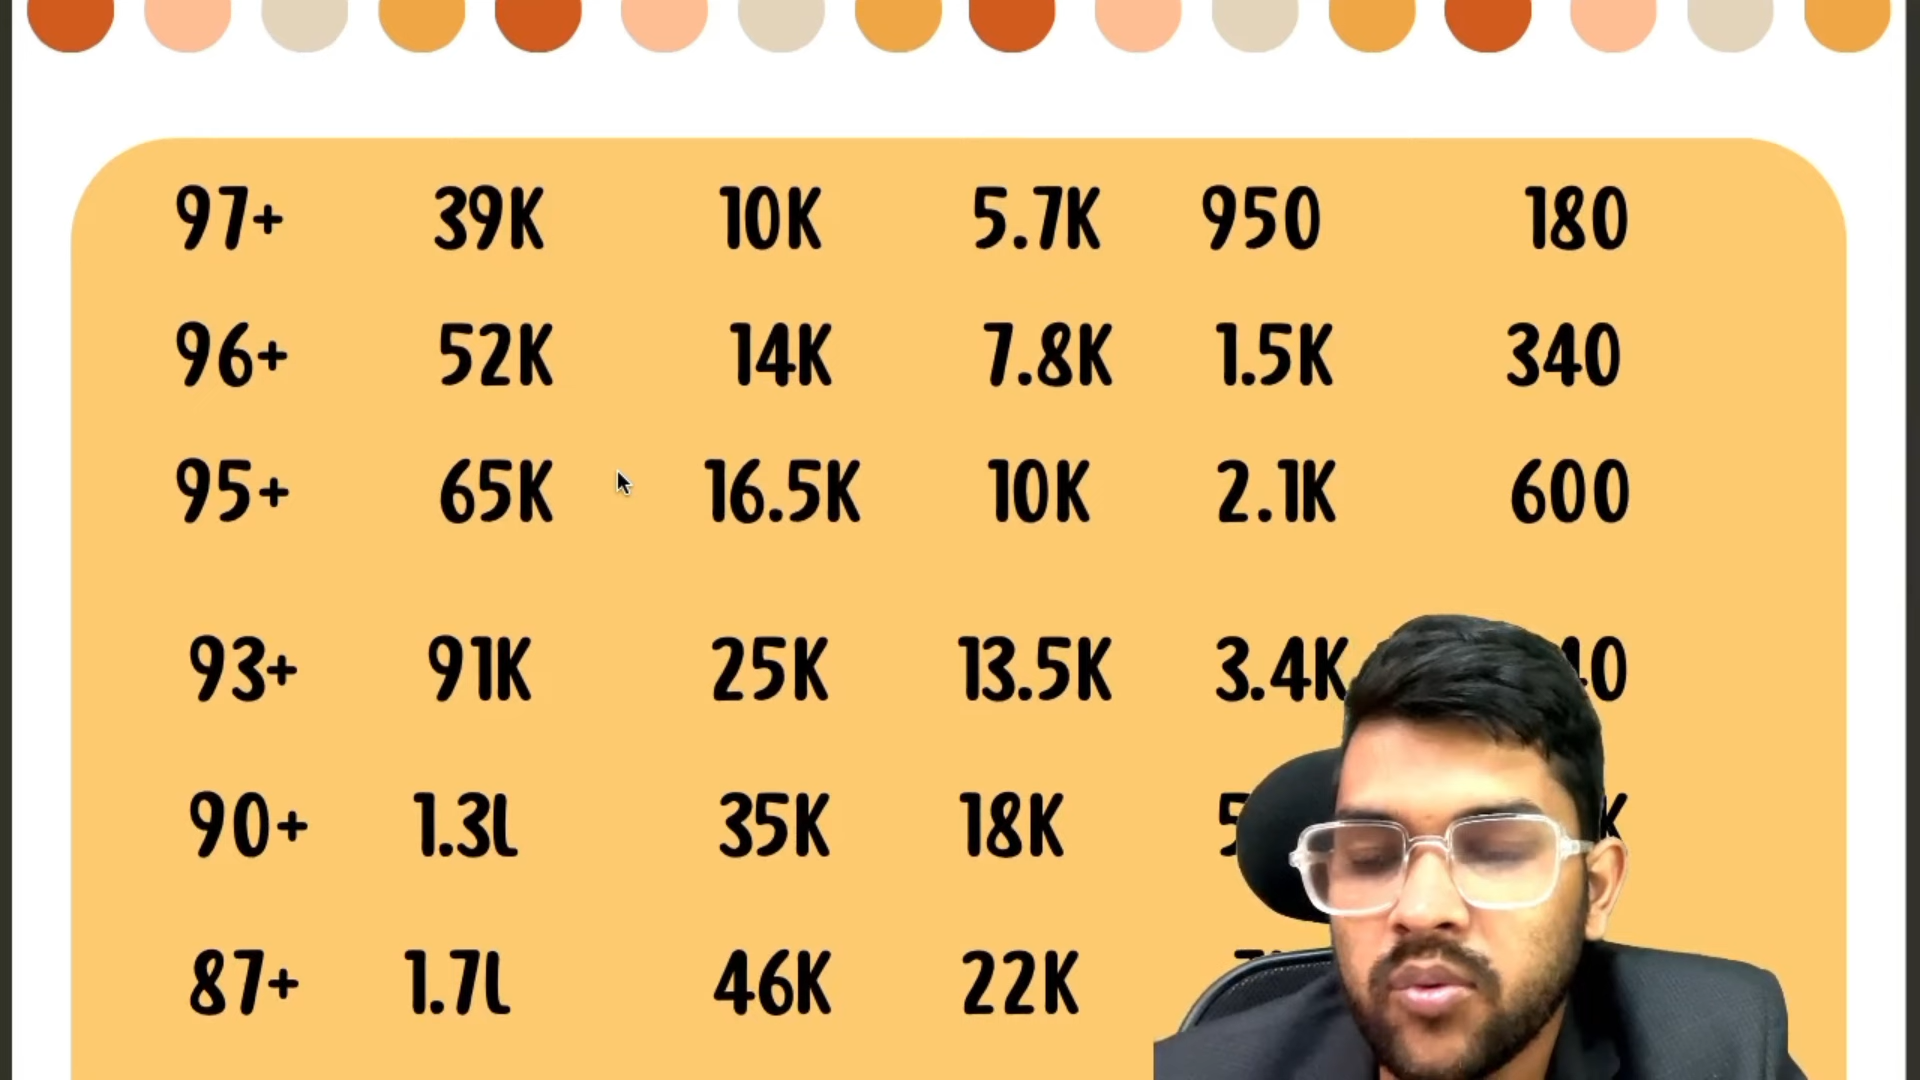 97+ 39K 10K 5.7K 950 180
96+ 52K 14K 7.8K 1.5K 340
95+ 65K 16.5K 10K 2.1K 600
93+ 91K 25K 13.5K 3.4K
90+ 1.3L 35K 18K
87+ 1.7L 46K 22K